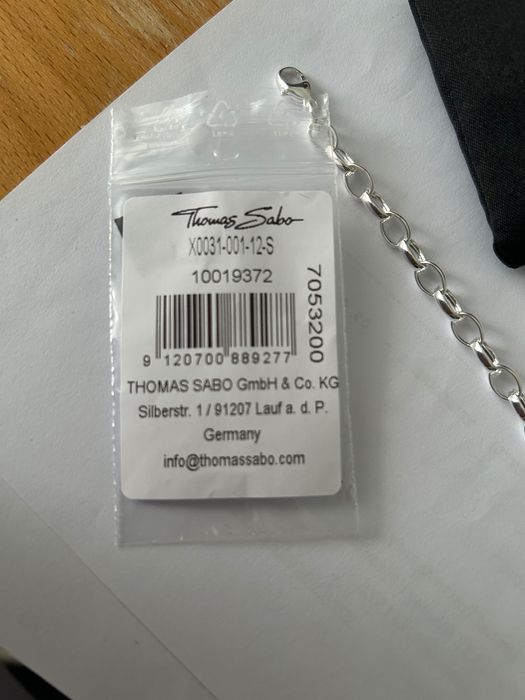 Thomas Sabo
X0031-001-12-S
10019372
7053200
9 120700 889277
THOMAS SABO GmbH & Co. KG
Silberstr. 1 / 91207 Lauf a. d. P.
Germany
info@thomassabo.com